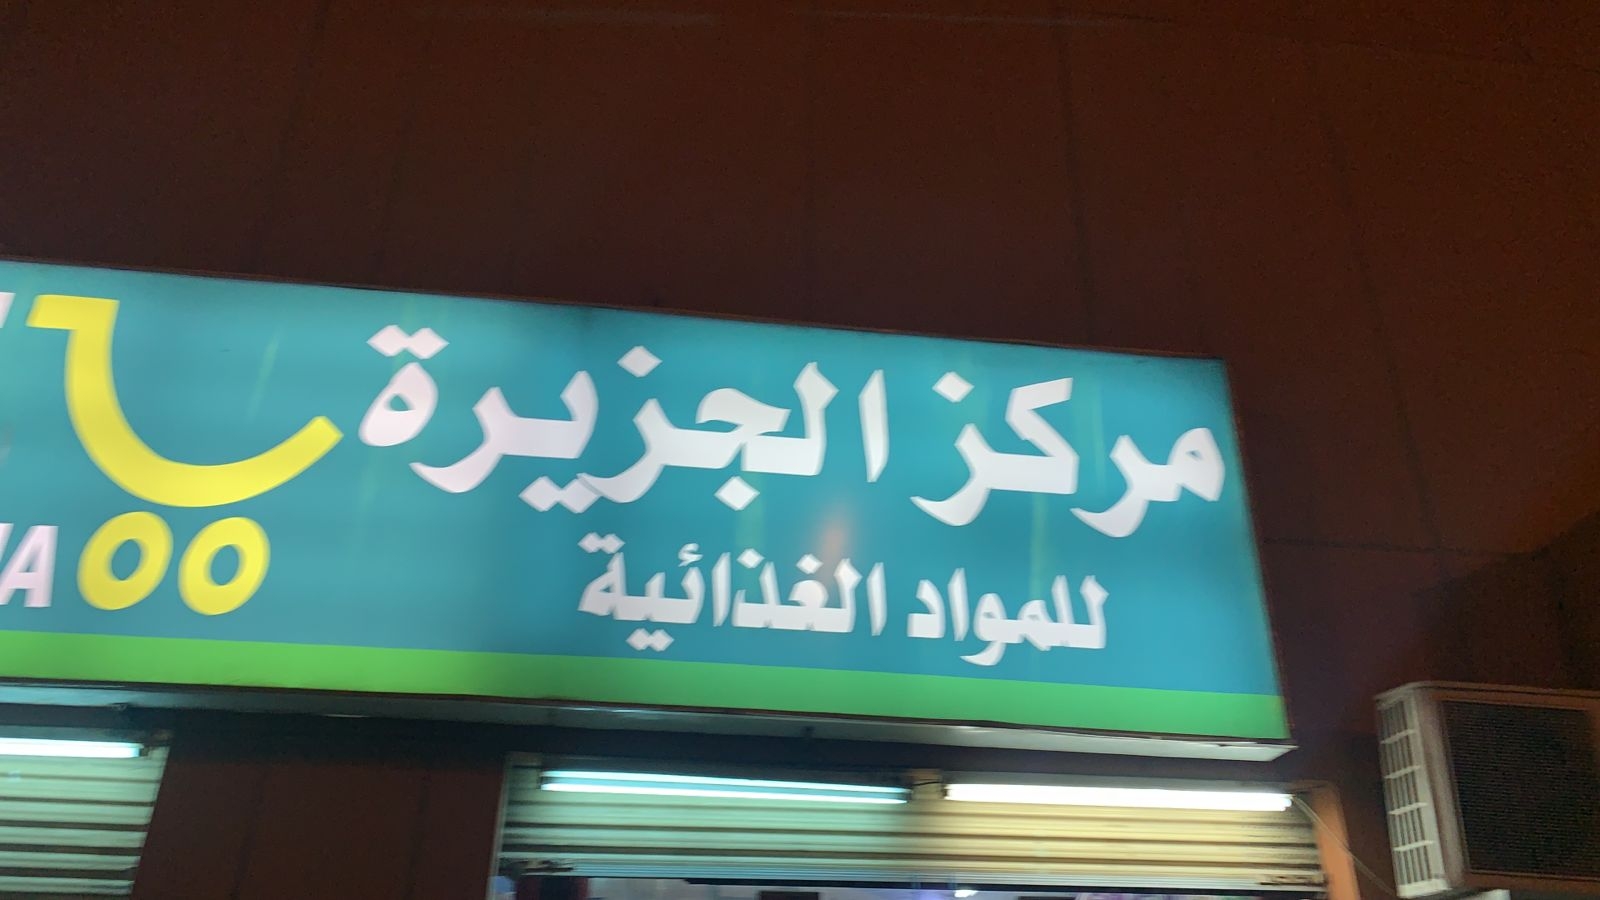 مركز الجزيرة
للمواد الغذائية